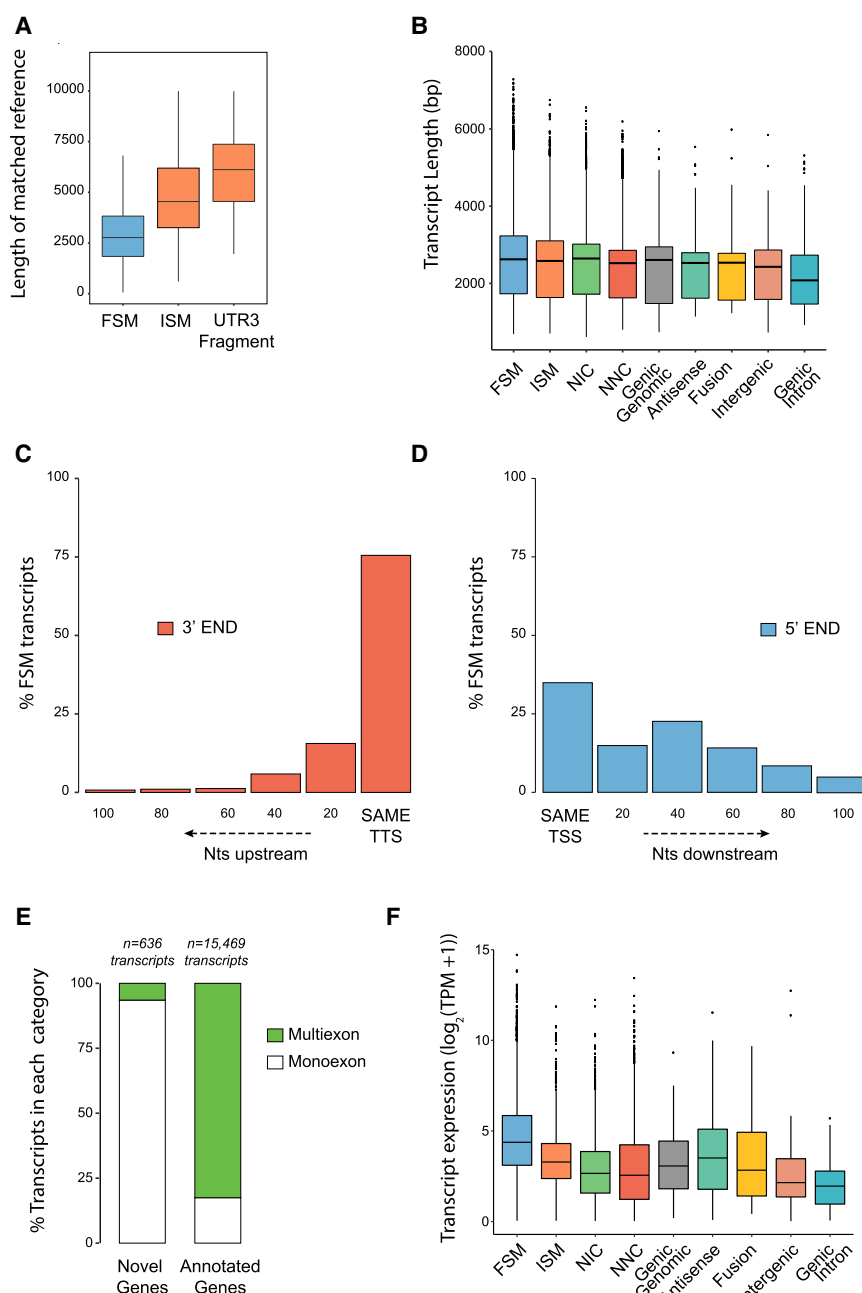 A
Length of matched reference
10000
7500
5000
2500
0
FSM
ISM
UTR3
Fragment
B
Transcript Length (bp)
8000
6000
4000
2000
FSM
ISM
NIC
NNC
Genic
Genomic
Antisense
Fusion
Intergenic
Genic
Intron
C
% FSM transcripts
100
75
50
25
0
3' END
100
80
60
40
20
SAME
TTS
Nts upstream
D
% FSM transcripts
100
75
50
25
0
5' END
SAME
TSS
20
40
60
80
100
Nts downstream
E
% Transcripts in each category
n=636
transcripts
n=15,469
transcripts
100
75
50
25
0
Multiexon
Monoexon
Novel
Genes
Annotated
Genes
F
Transcript expression (log2(TPM +1))
15
10
5
0
FSM
ISM
NIC
NNC
Genic
Genomic
Antisense
Fusion
ntergenic
Genic
Intron